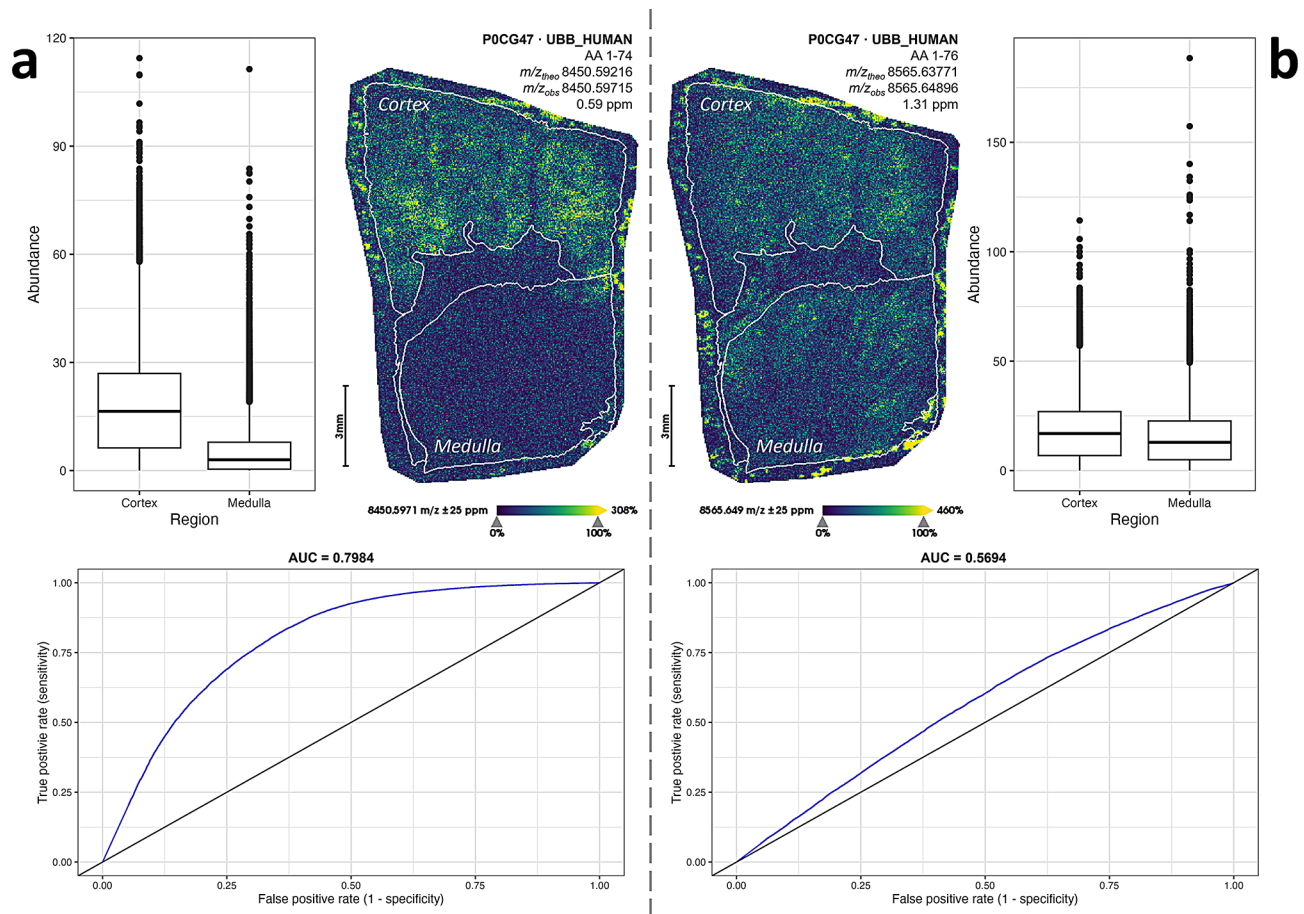 a
120
90
60
30
0
Abundance
Cortex
Medulla
Region
P0CG47 · UBB_HUMAN
AA 1-74
m/ztheo 8450.59216
m/zobs 8450.59715
0.59 ppm
Cortex
Medulla
3mm
8450.5971 m/z ±25 ppm
308%
0%
100%
b
P0CG47 · UBB_HUMAN
AA 1-76
m/ztheo 8565.63771
m/zobs 8565.64896
1.31 ppm
Cortex
Medulla
3mm
8565.649 m/z ±25 ppm
460%
0%
100%
150
100
50
0
Abundance
Cortex
Medulla
Region
AUC = 0.7984
1.00
0.75
0.50
0.25
0.00
True postivie rate (sensitivity)
0.00
0.25
0.50
0.75
1.00
False positive rate (1 - specificity)
AUC = 0.5694
1.00
0.75
0.50
0.25
0.00
True postivie rate (sensitivity)
0.00
0.25
0.50
0.75
1.00
False positive rate (1 - specificity)